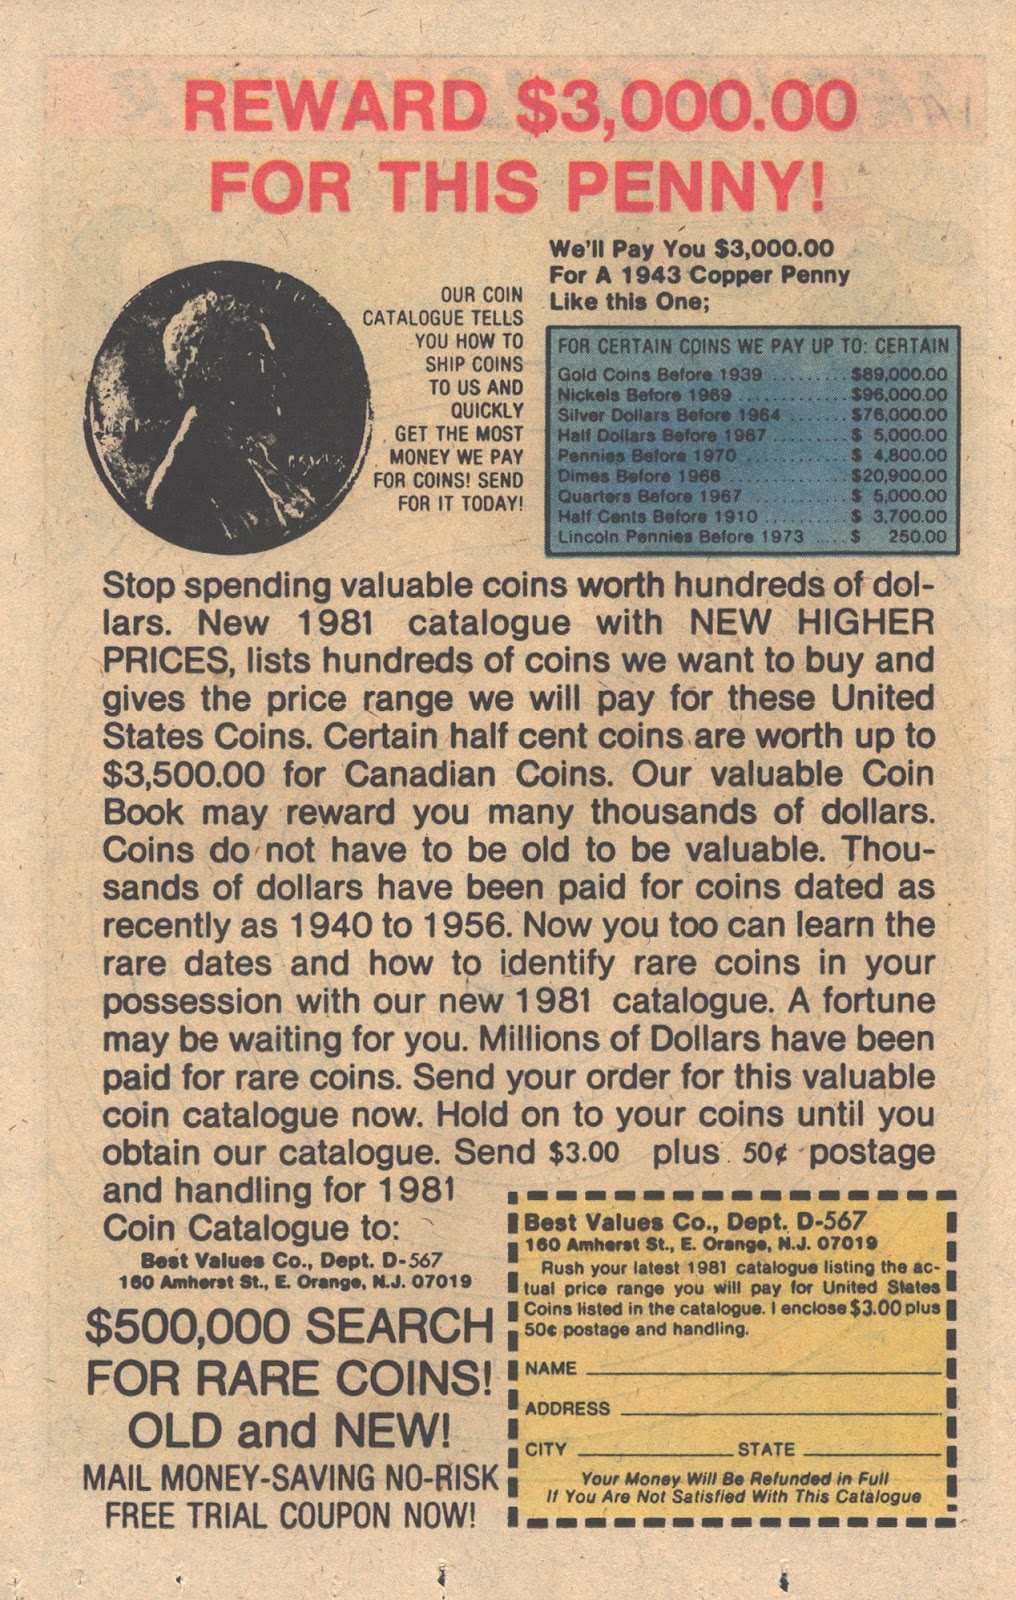 REWARD $3,000.00
FOR THIS PENNY!
We'll Pay You $3,000.00
For A 1943 Copper Penny
Like this One;
OUR COIN
CATALOGUE TELLS
YOU HOW TO
SHIP COINS
TO US AND
QUICKLY
GET THE MOST
MONEY WE PAY
FOR COINS! SEND
FOR IT TODAY!
FOR CERTAIN COINS WE PAY UP TO: CERTAIN
Gold Coins Before 1939 ......... $89,000.00
Nickels Before 1969 ............ $96,000.00
Silver Dollars Before 1964 ...... $76,000.00
Half Dollars Before 1967 ........ $ 5,000.00
Pennies Before 1970 ............ $ 4,800.00
Dimes Before 1966 ............. $20,900.00
Quarters Before 1967 ........... $ 5,000.00
Half Cents Before 1910 ......... $ 3,700.00
Lincoln Pennies Before 1973 .... $ 250.00
Stop spending valuable coins worth hundreds of dol-
lars. New 1981 catalogue with NEW HIGHER
PRICES, lists hundreds of coins we want to buy and
gives the price range we will pay for these United
States Coins. Certain half cent coins are worth up to
$3,500.00 for Canadian Coins. Our valuable Coin
Book may reward you many thousands of dollars.
Coins do not have to be old to be valuable. Thou-
sands of dollars have been paid for coins dated as
recently as 1940 to 1956. Now you too can learn the
rare dates and how to identify rare coins in your
possession with our new 1981 catalogue. A fortune
may be waiting for you. Millions of Dollars have been
paid for rare coins. Send your order for this valuable
coin catalogue now. Hold on to your coins until you
obtain our catalogue. Send $3.00 plus 50¢ postage
and handling for 1981
Coin Catalogue to:
Best Values Co., Dept. D-567
160 Amherst St., E. Orange, N.J. 07019
$500,000 SEARCH
FOR RARE COINS!
OLD and NEW!
MAIL MONEY-SAVING NO-RISK
FREE TRIAL COUPON NOW!
Best Values Co., Dept. D-567
160 Amherst St., E. Orange, N.J. 07019
Rush your latest 1981 catalogue listing the ac-
tual price range you will pay for United States
Coins listed in the catalogue. I enclose $3.00 plus
50¢ postage and handling.
NAME
ADDRESS
CITY STATE
Your Money Will Be Refunded in Full
If You Are Not Satisfied With This Catalogue